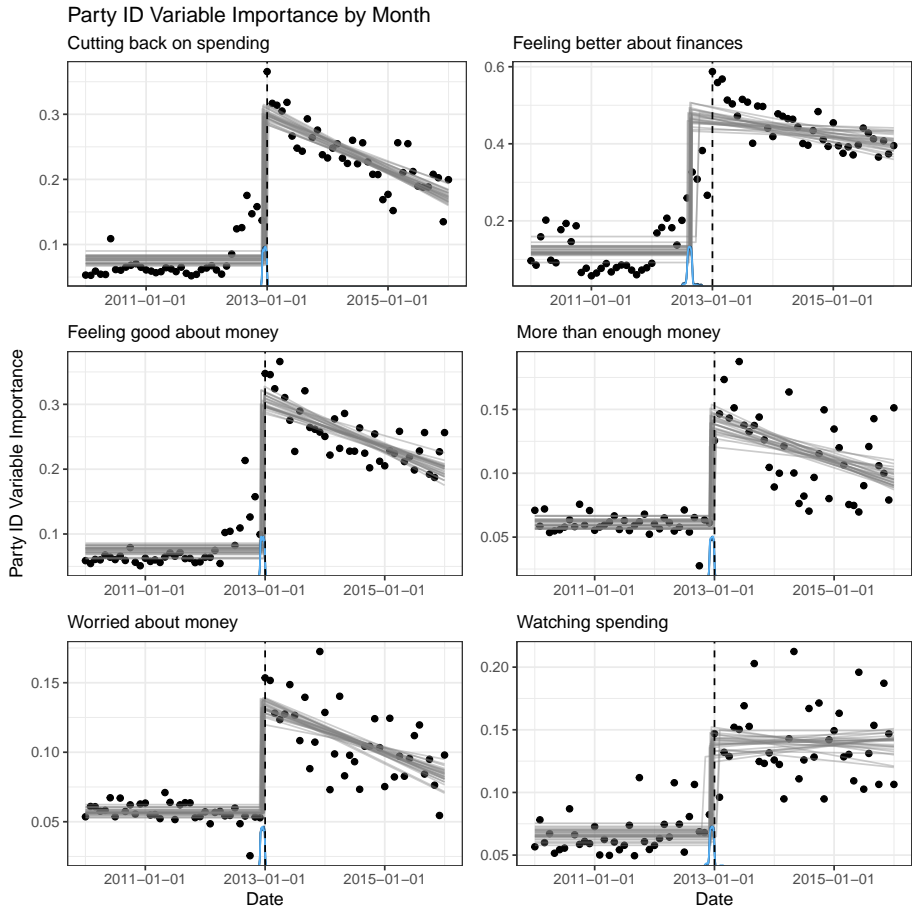 Party ID Variable Importance by Month
Cutting back on spending
0.3
0.2
0.1
2011−01−01 2013−01−01 2015−01−01
Feeling better about finances
0.6
0.4
0.2
2011−01−01 2013−01−01 2015−01−01
Feeling good about money
0.3
0.2
0.1
2011−01−01 2013−01−01 2015−01−01
More than enough money
0.15
0.10
0.05
2011−01−01 2013−01−01 2015−01−01
Party ID Variable Importance
Worried about money
0.15
0.10
0.05
2011−01−01 2013−01−01 2015−01−01
Date
Watching spending
0.20
0.15
0.10
0.05
2011−01−01 2013−01−01 2015−01−01
Date